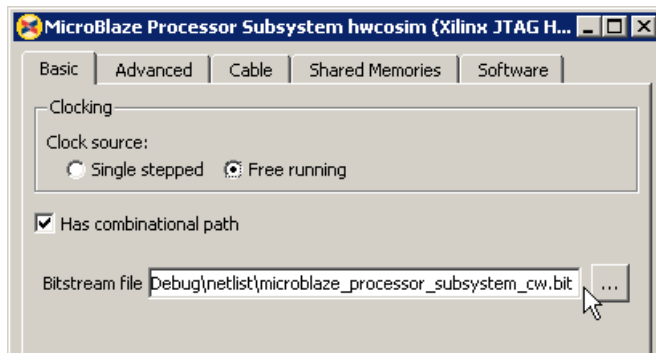 MicroBlaze Processor Subsystem hwcosim (Xilinx JTAG H...
Basic Advanced Cable Shared Memories Software
Clocking
Clock source:
Single stepped Free running
Has combinational path
Bitstream file Debug\netlist\microblaze_processor_subsystem_cw.bit ...